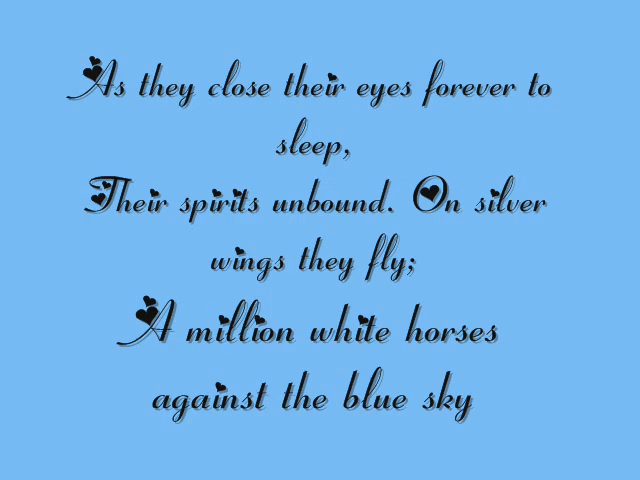 As they close their eyes forever to
sleep,
Their spirits unbound. On silver
wings they fly;
A million white horses
against the blue sky